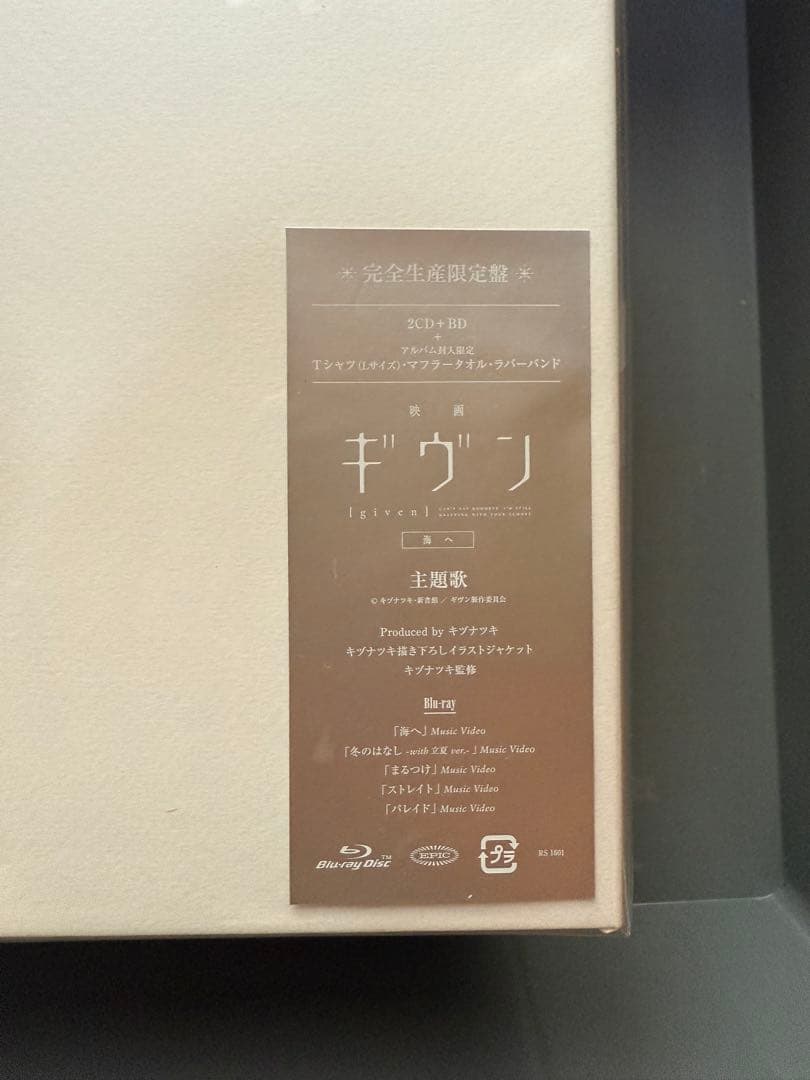 ＊完全生産限定盤＊
2CD＋BD
＋
アルバム封入限定
Tシャツ（Lサイズ）・マフラータオル・ラバーバンド
映 画
ギヴン
[given]
海 へ
主題歌
© キヅナツキ・新書館 ／ ギヴン製作委員会
Produced by キヅナツキ
キヅナツキ描き下ろしイラストジャケット
キヅナツキ監修
Blu-ray
「海へ」Music Video
「冬のはなし -with 立夏 ver.-」Music Video
「まるつけ」Music Video
「ストレイト」Music Video
「パレイド」Music Video
Blu-ray Disc™ EPIC プラ RS 1601